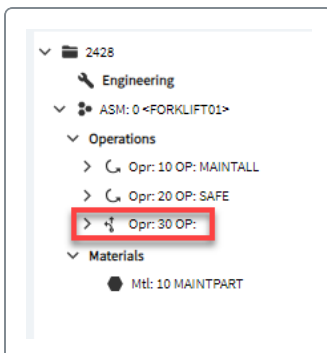 2428
Engineering
ASM: 0 <FORKLIFT01>
Operations
Opr: 10 OP: MAINTALL
Opr: 20 OP: SAFE
Opr: 30 OP:
Materials
Mtl: 10 MAINTPART